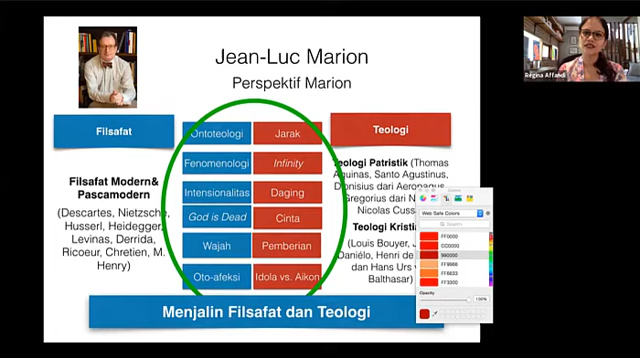 Jean-Luc Marion
Perspektif Marion
Regina Affandi
Filsafat
Teologi
Ontoteologi
Jarak
Fenomenologi
Infinity
Intensionalitas
Daging
God is Dead
Cinta
Wajah
Pemberian
Oto-afeksi
Idola vs. Aikon
Filsafat Modern&
Pascamodern
(Descartes, Nietzsche,
Husserl, Heidegger,
Levinas, Derrida,
Ricoeur, Chretien, M.
Henry)
Teologi Patristik (Thomas
Aquinas, Santo Agustinus,
Dionisius dari Aeropagus,
Gregorius dari
Nicolas
Teologi
(Louis Bouyer,
Daniélo, Henri de
dan Hans Urs v
Balthasar)
Web Safe Colors
Search
FF0000
CC0000
990000
FF9966
FF6633
FF3300
Opacity
100%
Menjalin Filsafat dan Teologi